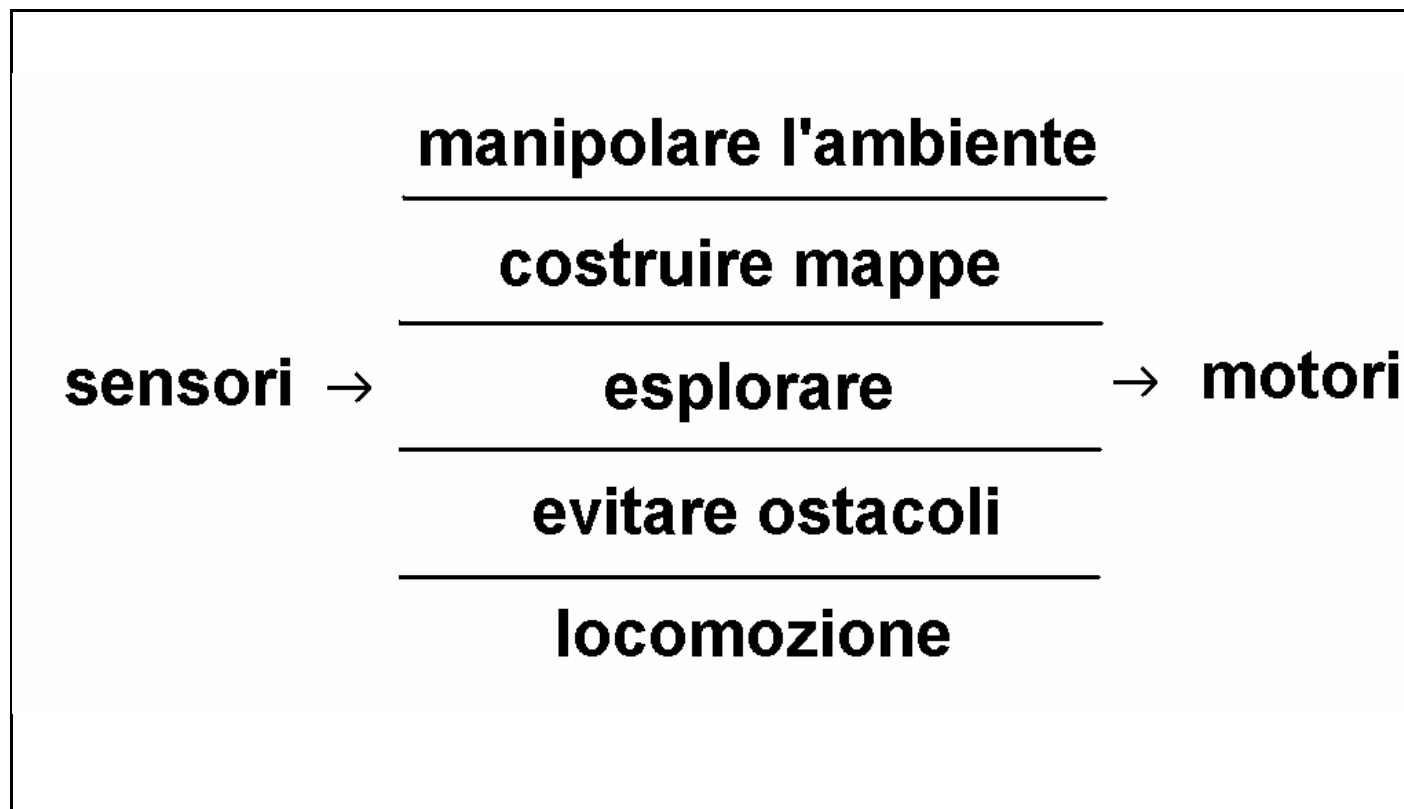 manipolare l'ambiente
costruire mappe
sensori → esplorare → motori
evitare ostacoli
locomozione